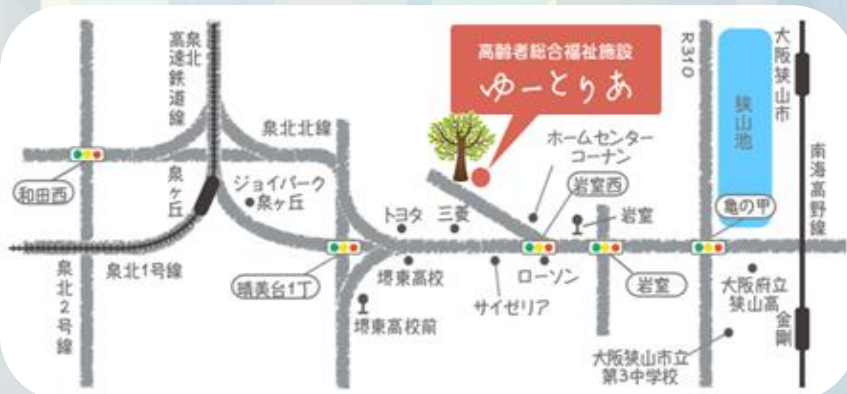 泉北
高速鉄道線
高齢者総合福祉施設
ゆーとりあ
R310
大阪狭山市
狭山池
泉北北線
ホームセンター
コーナン
南海高野線
和田西
泉ヶ丘
ジョイパーク
泉ヶ丘
岩室西
亀の甲
トヨタ
三菱
岩室
泉北1号線
泉北2号線
晴美台1丁
堺東高校
ローソン
岩室
サイゼリア
大阪府立
狭山高
堺東高校前
金剛
大阪狭山市立
第3中学校